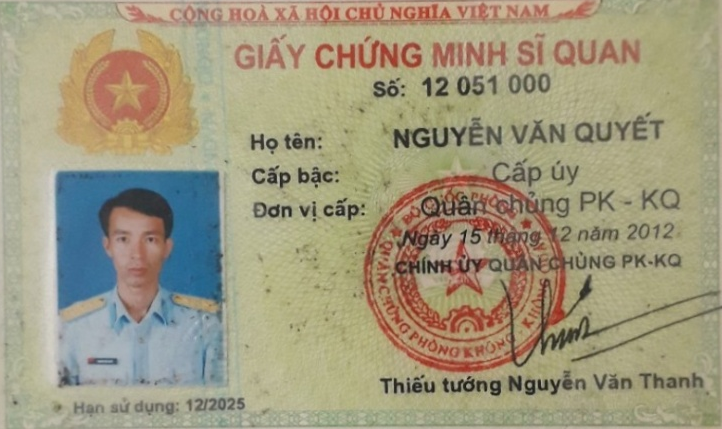 CỘNG HOÀ XÃ HỘI CHỦ NGHĨA VIỆT NAM
GIẤY CHỨNG MINH SĨ QUAN
Số: 12 051 000
Họ tên: NGUYỄN VĂN QUYẾT
Cấp bậc: Cấp úy
Đơn vị cấp: Quân chủng PK - KQ
Ngày 15 tháng 12 năm 2012
CHÍNH ỦY QUÂN CHỦNG PK-KQ
BỘ QUỐC PHÒNG
QUÂN CHỦNG PHÒNG KHÔNG - KHÔNG
Thiếu tướng Nguyễn Văn Thanh
Hạn sử dụng: 12/2025